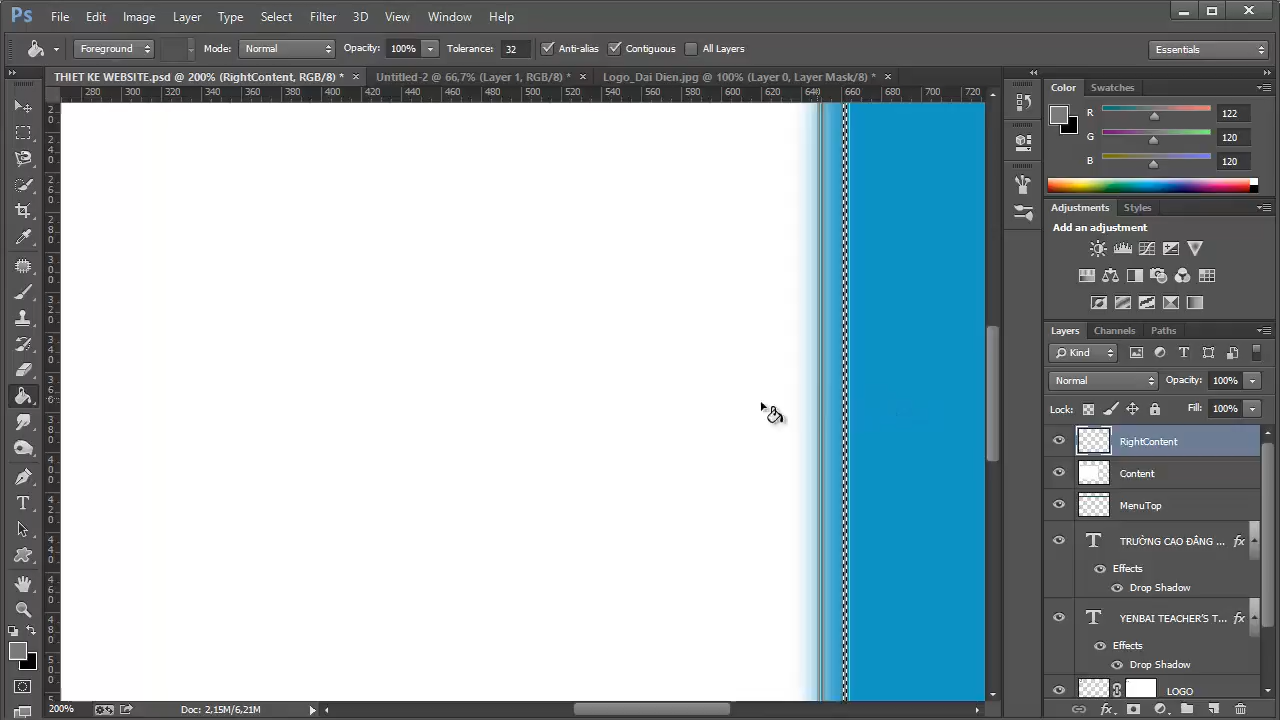 Ps File Edit Image Layer Type Select Filter 3D View Window Help
Foreground Mode: Normal Opacity: 100% Tolerance: 32 Anti-alias Contiguous All Layers Essentials
THIET KE WEBSITE.psd @ 200% (RightContent, RGB/8) * × Untitled-2 @ 66,7% (Layer 1, RGB/8) * × Logo_Dai Dien.jpg @ 100% (Layer 0, Layer Mask/8) * ×
280 300 320 340 360 380 400 420 440 460 480 500 520 540 560 580 600 620 640 660 680 700 720
Color Swatches
R 122
G 120
B 120
Adjustments Styles
Add an adjustment
Layers Channels Paths
Kind
Normal Opacity: 100%
Lock: Fill: 100%
RightContent
Content
MenuTop
T TRƯỜNG CAO ĐẲNG ... fx
Effects
Drop Shadow
T YENBAI TEACHER'S T... fx
Effects
Drop Shadow
LOGO
200% Doc: 2,15M/6,21M